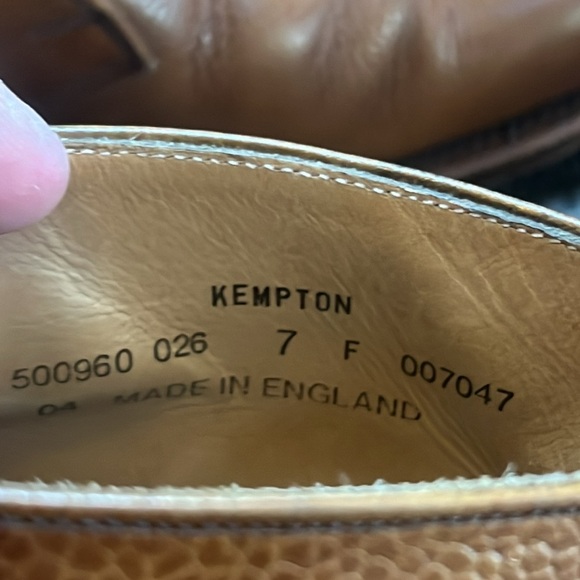 KEMPTON
500960 026 7 F 007047
04 MADE IN ENGLAND